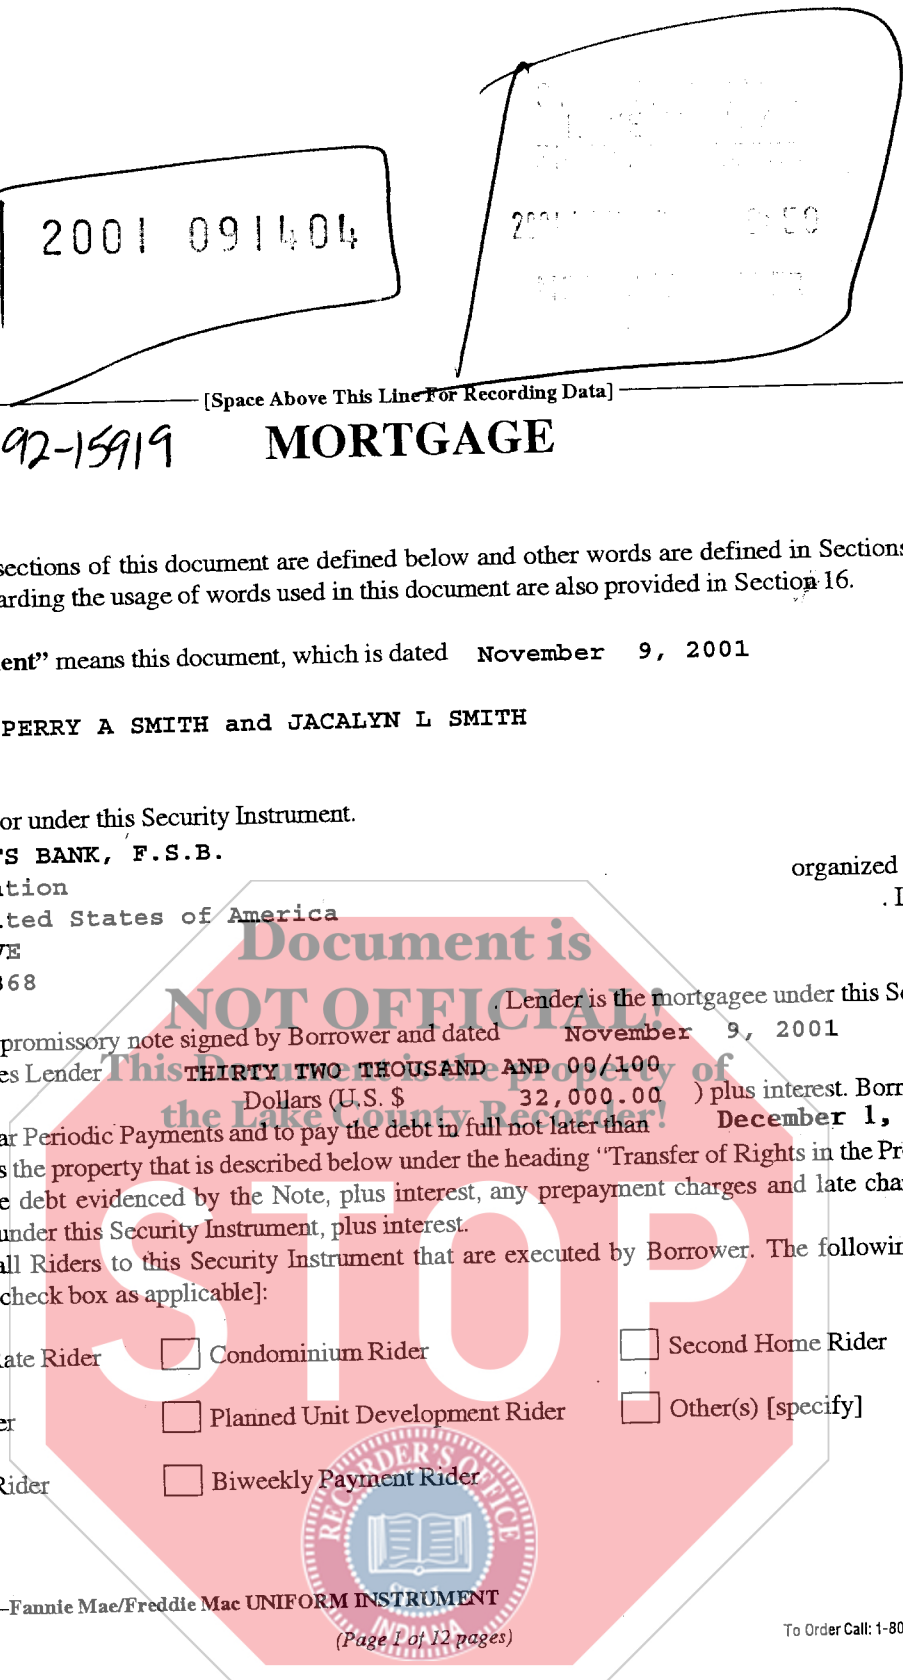 2001 091404
[Space Above This Line For Recording Data]
92-15919
MORTGAGE
sections of this document are defined below and other words are defined in Sections
arding the usage of words used in this document are also provided in Section 16.
ent” means this document, which is dated November 9, 2001
PERRY A SMITH and JACALYN L SMITH
or under this Security Instrument.
'S BANK, F.S.B.
organized
ation
. L
ted States of America
VE
368
Document is
NOT OFFICIAL!
. Lender is the mortgagee under this Se
promissory note signed by Borrower and dated November 9, 2001
es Lender THIRTY TWO THOUSAND AND 00/100
This Document is the property of
Dollars (U.S. $ 32,000.00 ) plus interest. Borr
the Lake County Recorder!
ar Periodic Payments and to pay the debt in full not later than December 1,
s the property that is described below under the heading “Transfer of Rights in the Pr
e debt evidenced by the Note, plus interest, any prepayment charges and late cha
under this Security Instrument, plus interest.
all Riders to this Security Instrument that are executed by Borrower. The followin
check box as applicable]:
STOP
ate Rider Condominium Rider Second Home Rider
er Planned Unit Development Rider Other(s) [specify]
Rider Biweekly Payment Rider
RECORDER'S OFFICE
SEAL
INDIANA
–Fannie Mae/Freddie Mac UNIFORM INSTRUMENT
(Page 1 of 12 pages)
To Order Call: 1-80